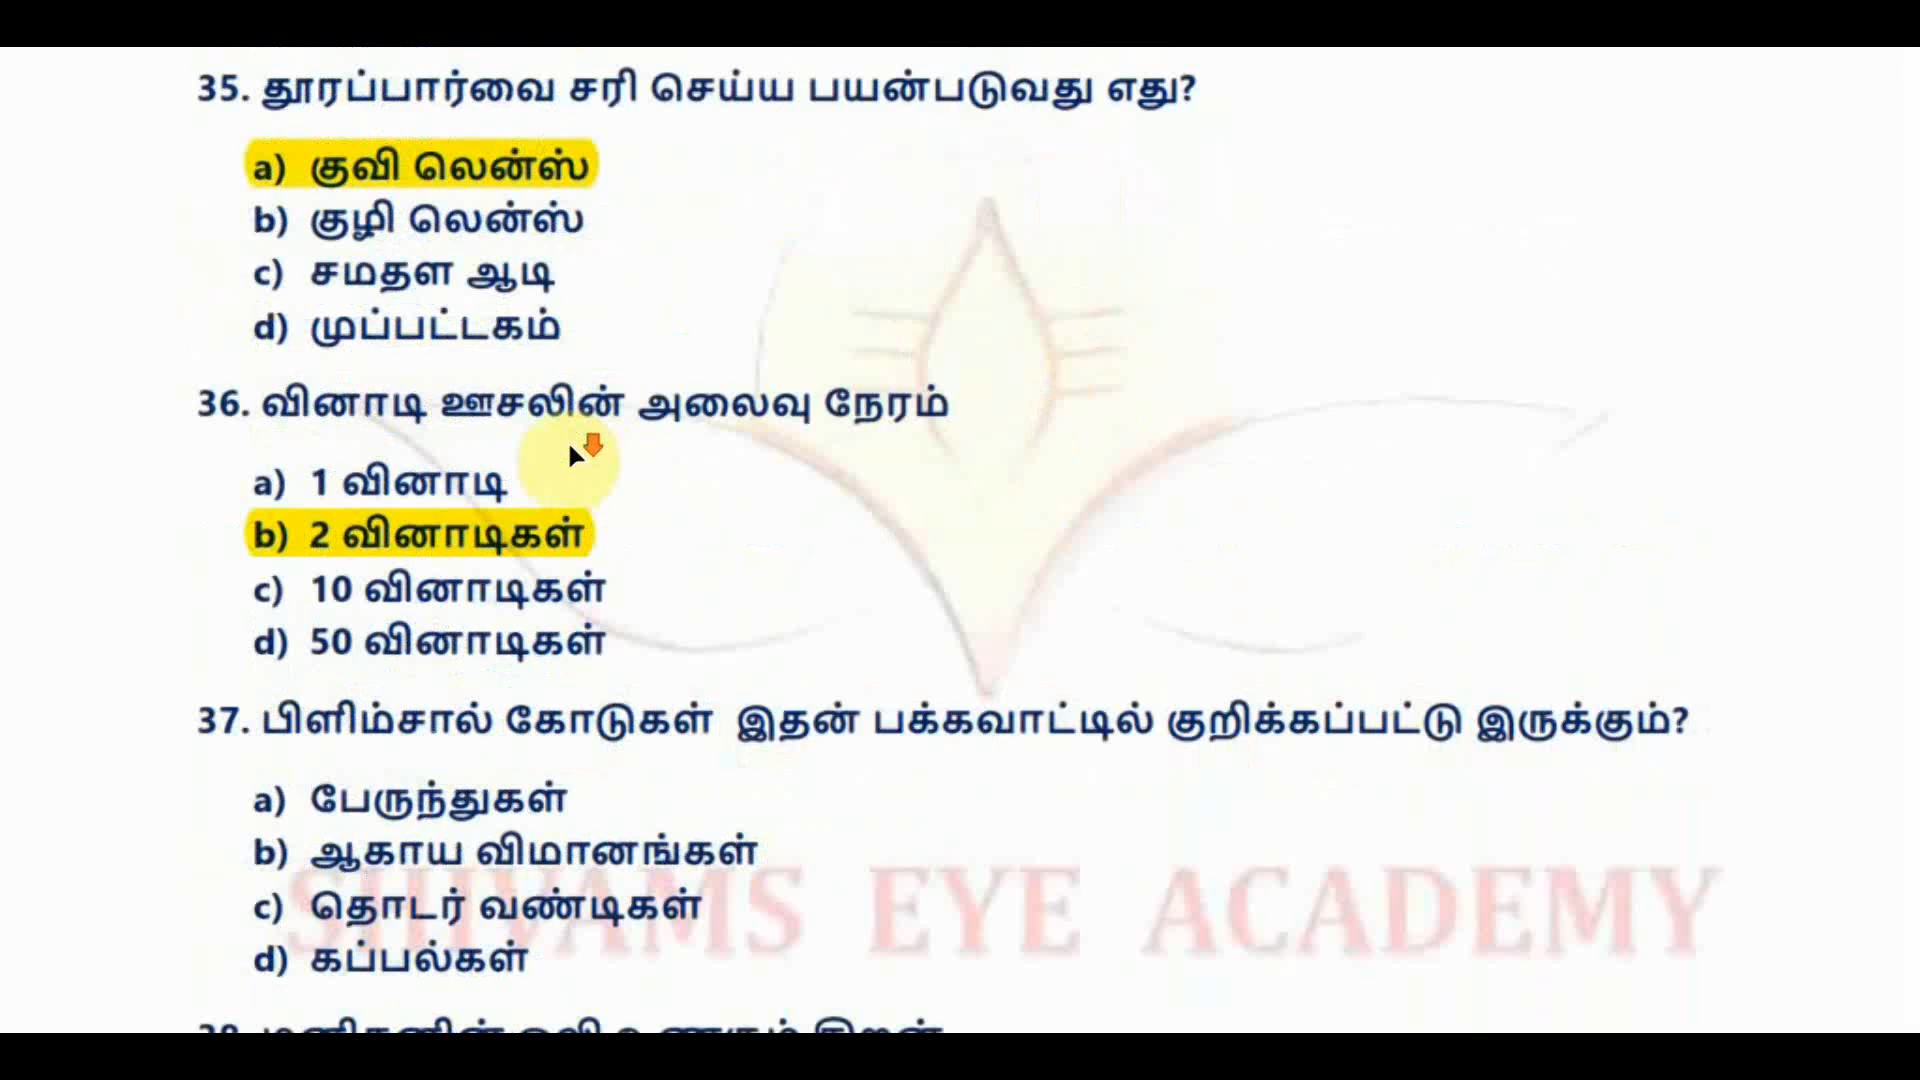 35. தூரப்பார்வை சரி செய்ய பயன்படுவது எது?
a) குவி லென்ஸ்
b) குழி லென்ஸ்
c) சமதள ஆடி
d) முப்பட்டகம்
36. வினாடி ஊசலின் அலைவு நேரம்
a) 1 வினாடி
b) 2 வினாடிகள்
c) 10 வினாடிகள்
d) 50 வினாடிகள்
37. பிளிம்சால் கோடுகள் இதன் பக்கவாட்டில் குறிக்கப்பட்டு இருக்கும்?
a) பேருந்துகள்
b) ஆகாய விமானங்கள்
c) தொடர் வண்டிகள்
d) கப்பல்கள்
SHIVAMS EYE ACADEMY